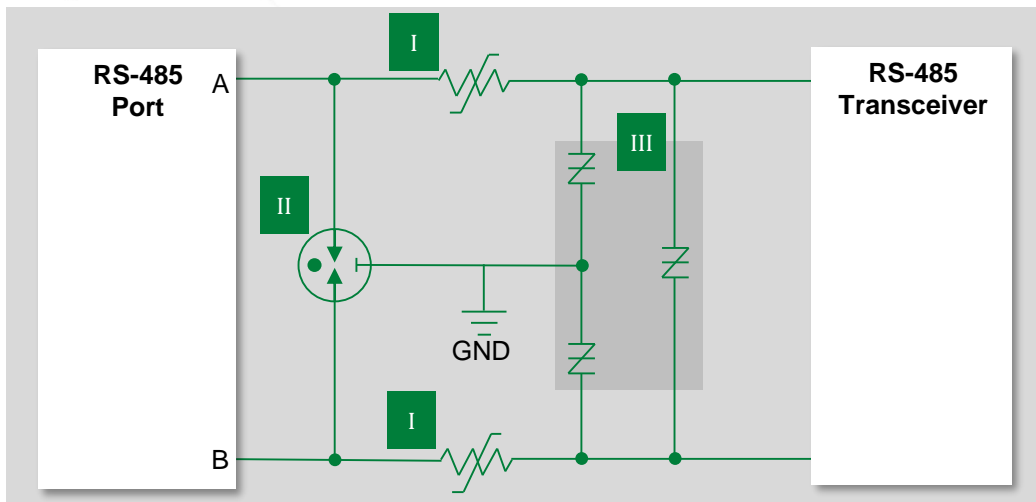 I
RS-485
Port
A
RS-485
Transceiver
III
II
GND
I
B